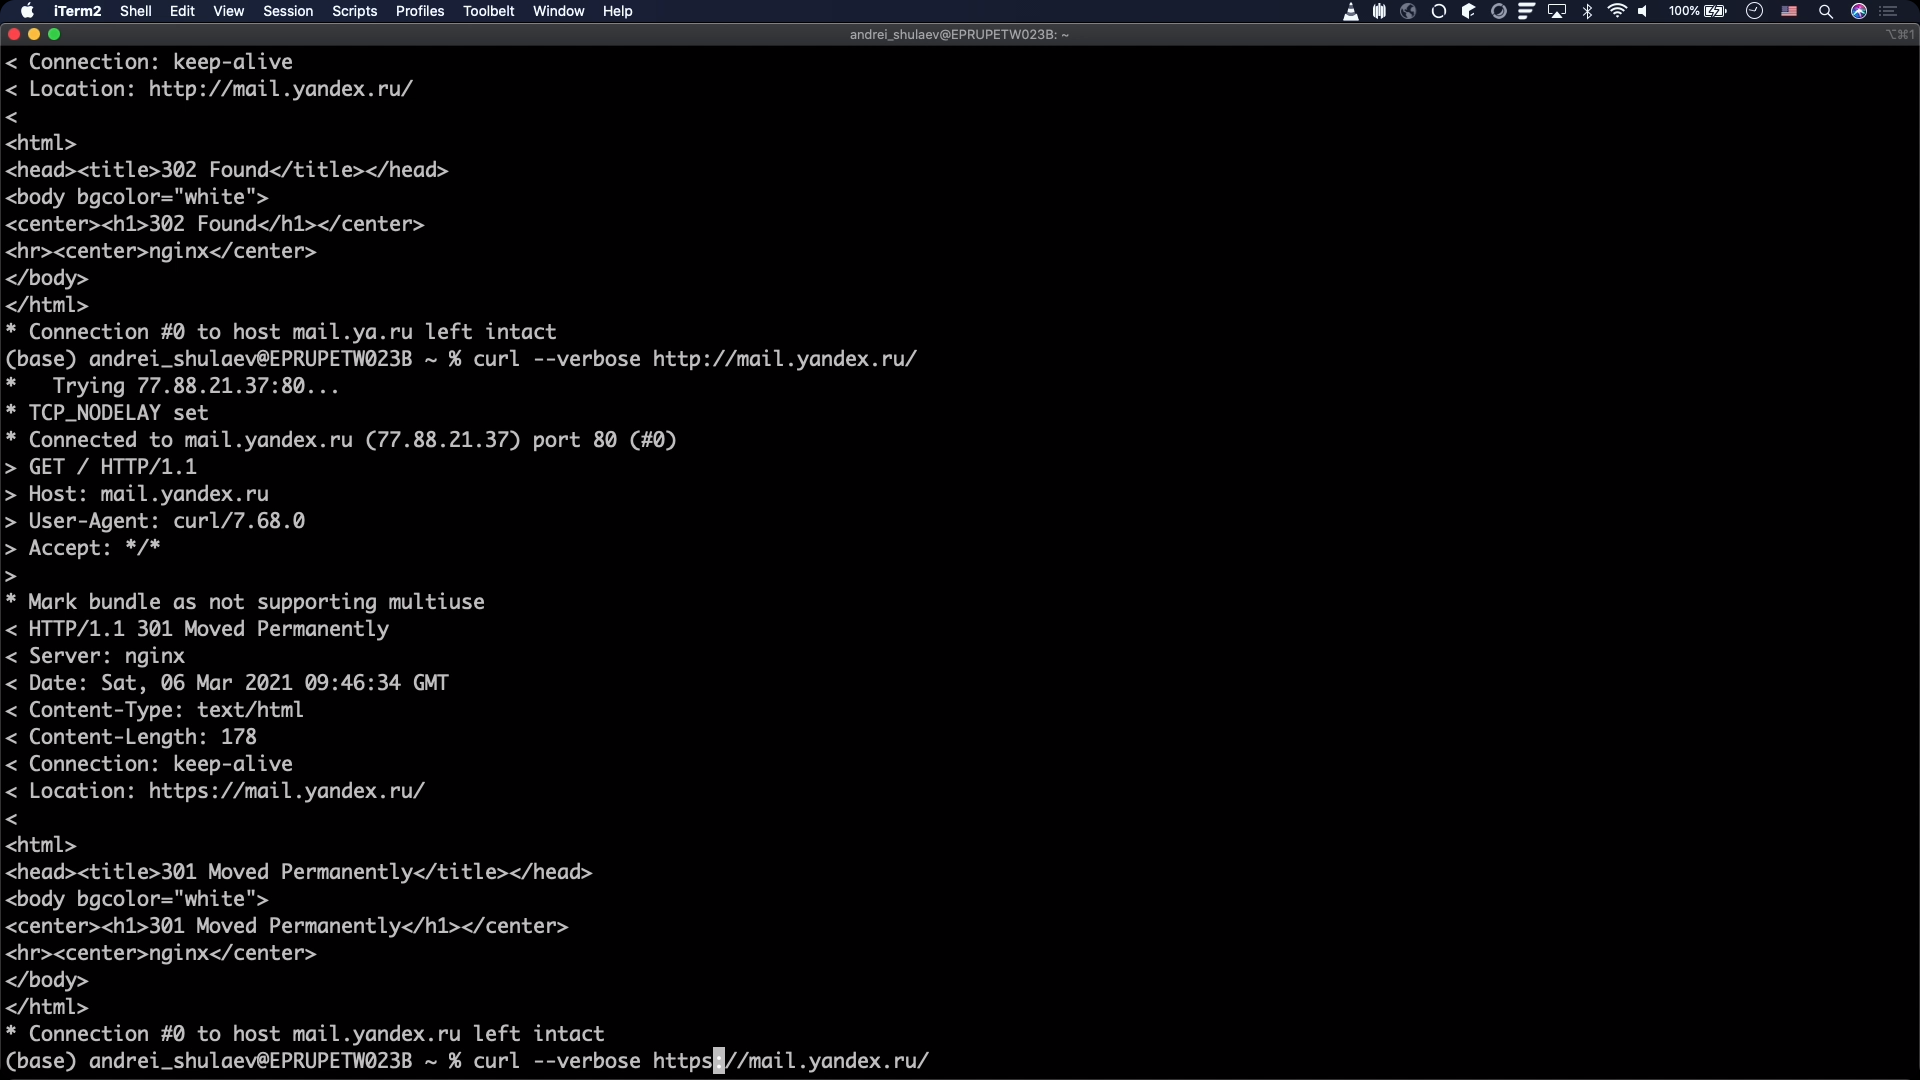 iTerm2 Shell Edit View Session Scripts Profiles Toolbelt Window Help 100%
andrei_shulaev@EPRUPETW023B: ~ ⌥⌘1
< Connection: keep-alive
< Location: http://mail.yandex.ru/
<
<html>
<head><title>302 Found</title></head>
<body bgcolor="white">
<center><h1>302 Found</h1></center>
<hr><center>nginx</center>
</body>
</html>
* Connection #0 to host mail.ya.ru left intact
(base) andrei_shulaev@EPRUPETW023B ~ % curl --verbose http://mail.yandex.ru/
*   Trying 77.88.21.37:80...
* TCP_NODELAY set
* Connected to mail.yandex.ru (77.88.21.37) port 80 (#0)
> GET / HTTP/1.1
> Host: mail.yandex.ru
> User-Agent: curl/7.68.0
> Accept: */*
>
* Mark bundle as not supporting multiuse
< HTTP/1.1 301 Moved Permanently
< Server: nginx
< Date: Sat, 06 Mar 2021 09:46:34 GMT
< Content-Type: text/html
< Content-Length: 178
< Connection: keep-alive
< Location: https://mail.yandex.ru/
<
<html>
<head><title>301 Moved Permanently</title></head>
<body bgcolor="white">
<center><h1>301 Moved Permanently</h1></center>
<hr><center>nginx</center>
</body>
</html>
* Connection #0 to host mail.yandex.ru left intact
(base) andrei_shulaev@EPRUPETW023B ~ % curl --verbose https://mail.yandex.ru/